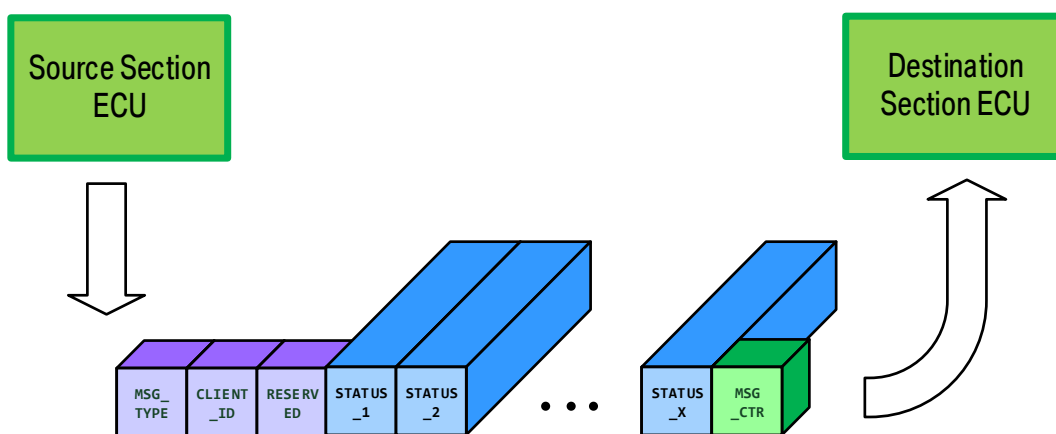 Source Section
ECU
Destination
Section ECU
MSG_
TYPE
CLIENT
_ID
RESERV
ED
STATUS
_1
STATUS
_2
• • •
STATUS
_X
MSG
_CTR